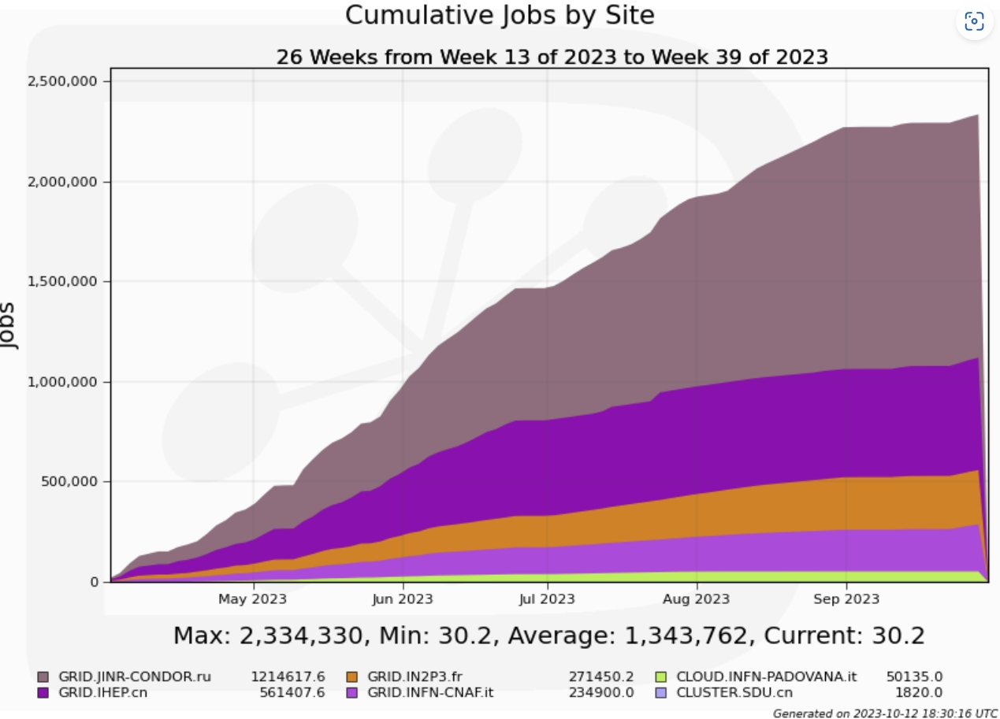 Cumulative Jobs by Site
26 Weeks from Week 13 of 2023 to Week 39 of 2023
2,500,000
2,000,000
1,500,000
1,000,000
500,000
0
Jobs
May 2023 Jun 2023 Jul 2023 Aug 2023 Sep 2023
Max: 2,334,330, Min: 30.2, Average: 1,343,762, Current: 30.2
GRID.JINR-CONDOR.ru 1214617.6 GRID.IN2P3.fr 271450.2 CLOUD.INFN-PADOVANA.it 50135.0
GRID.IHEP.cn 561407.6 GRID.INFN-CNAF.it 234900.0 CLUSTER.SDU.cn 1820.0
Generated on 2023-10-12 18:30:16 UTC